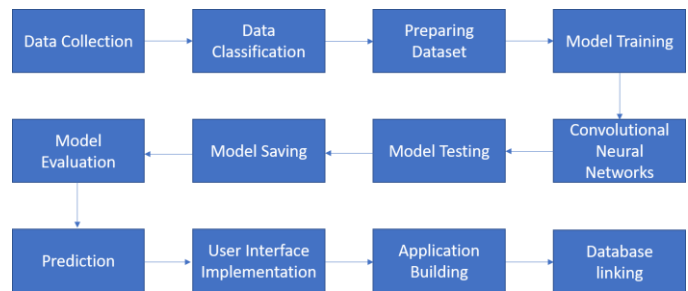 Data Collection
Data
Classification
Preparing
Dataset
Model Training
Convolutional
Neural
Networks
Model Testing
Model Saving
Model
Evaluation
Prediction
User Interface
Implementation
Application
Building
Database
linking